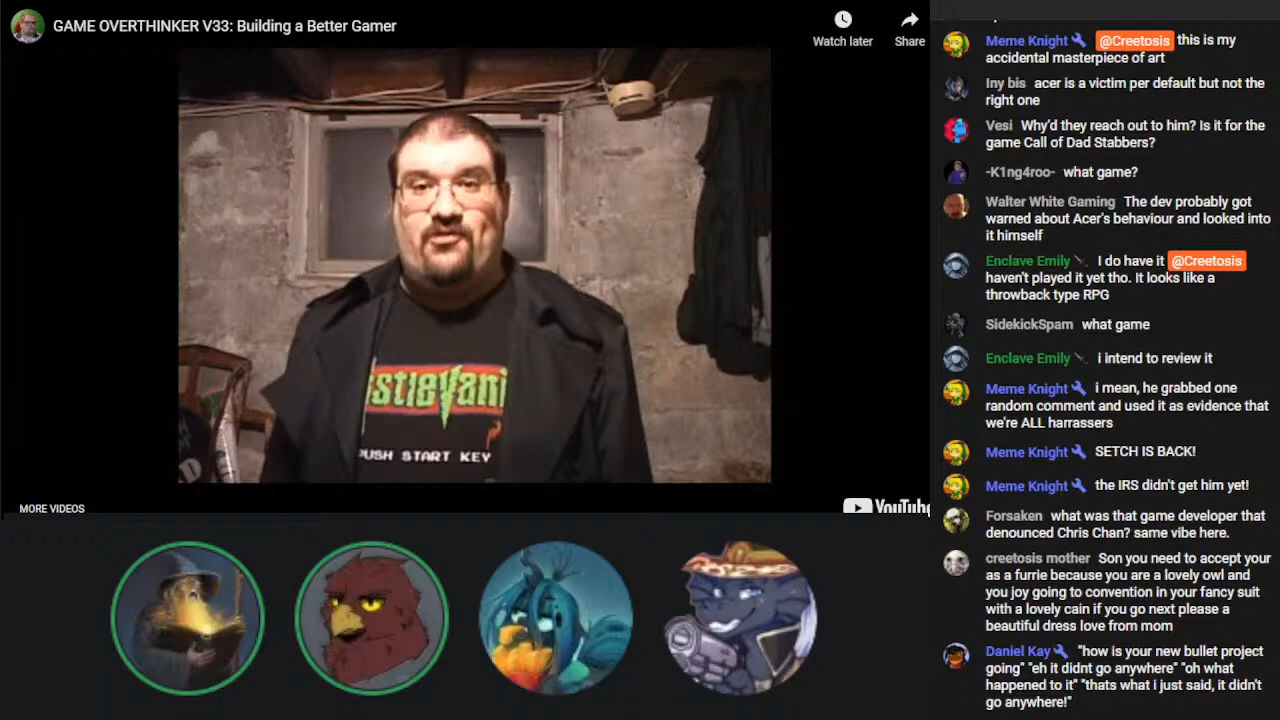 GAME OVERTHINKER V33: Building a Better Gamer
Watch later
Share
stlevani
PUSH START KEY
MORE VIDEOS
YouTube
Meme Knight @Creetosis this is my
accidental masterpiece of art
Iny bis acer is a victim per default but not the
right one
Vesi Why'd they reach out to him? Is it for the
game Call of Dad Stabbers?
-K1ng4roo- what game?
Walter White Gaming The dev probably got
warned about Acer's behaviour and looked into
it himself
Enclave Emily I do have it @Creetosis
haven't played it yet tho. It looks like a
throwback type RPG
SidekickSpam what game
Enclave Emily i intend to review it
Meme Knight i mean, he grabbed one
random comment and used it as evidence that
we're ALL harrassers
Meme Knight SETCH IS BACK!
Meme Knight the IRS didn't get him yet!
Forsaken what was that game developer that
denounced Chris Chan? same vibe here.
creetosis mother Son you need to accept your
as a furrie because you are a lovely owl and
you joy going to convention in your fancy suit
with a lovely cain if you go next please a
beautiful dress love from mom
Daniel Kay "how is your new bullet project
going" "eh it didnt go anywhere" "oh what
happened to it" "thats what i just said, it didn't
go anywhere!"